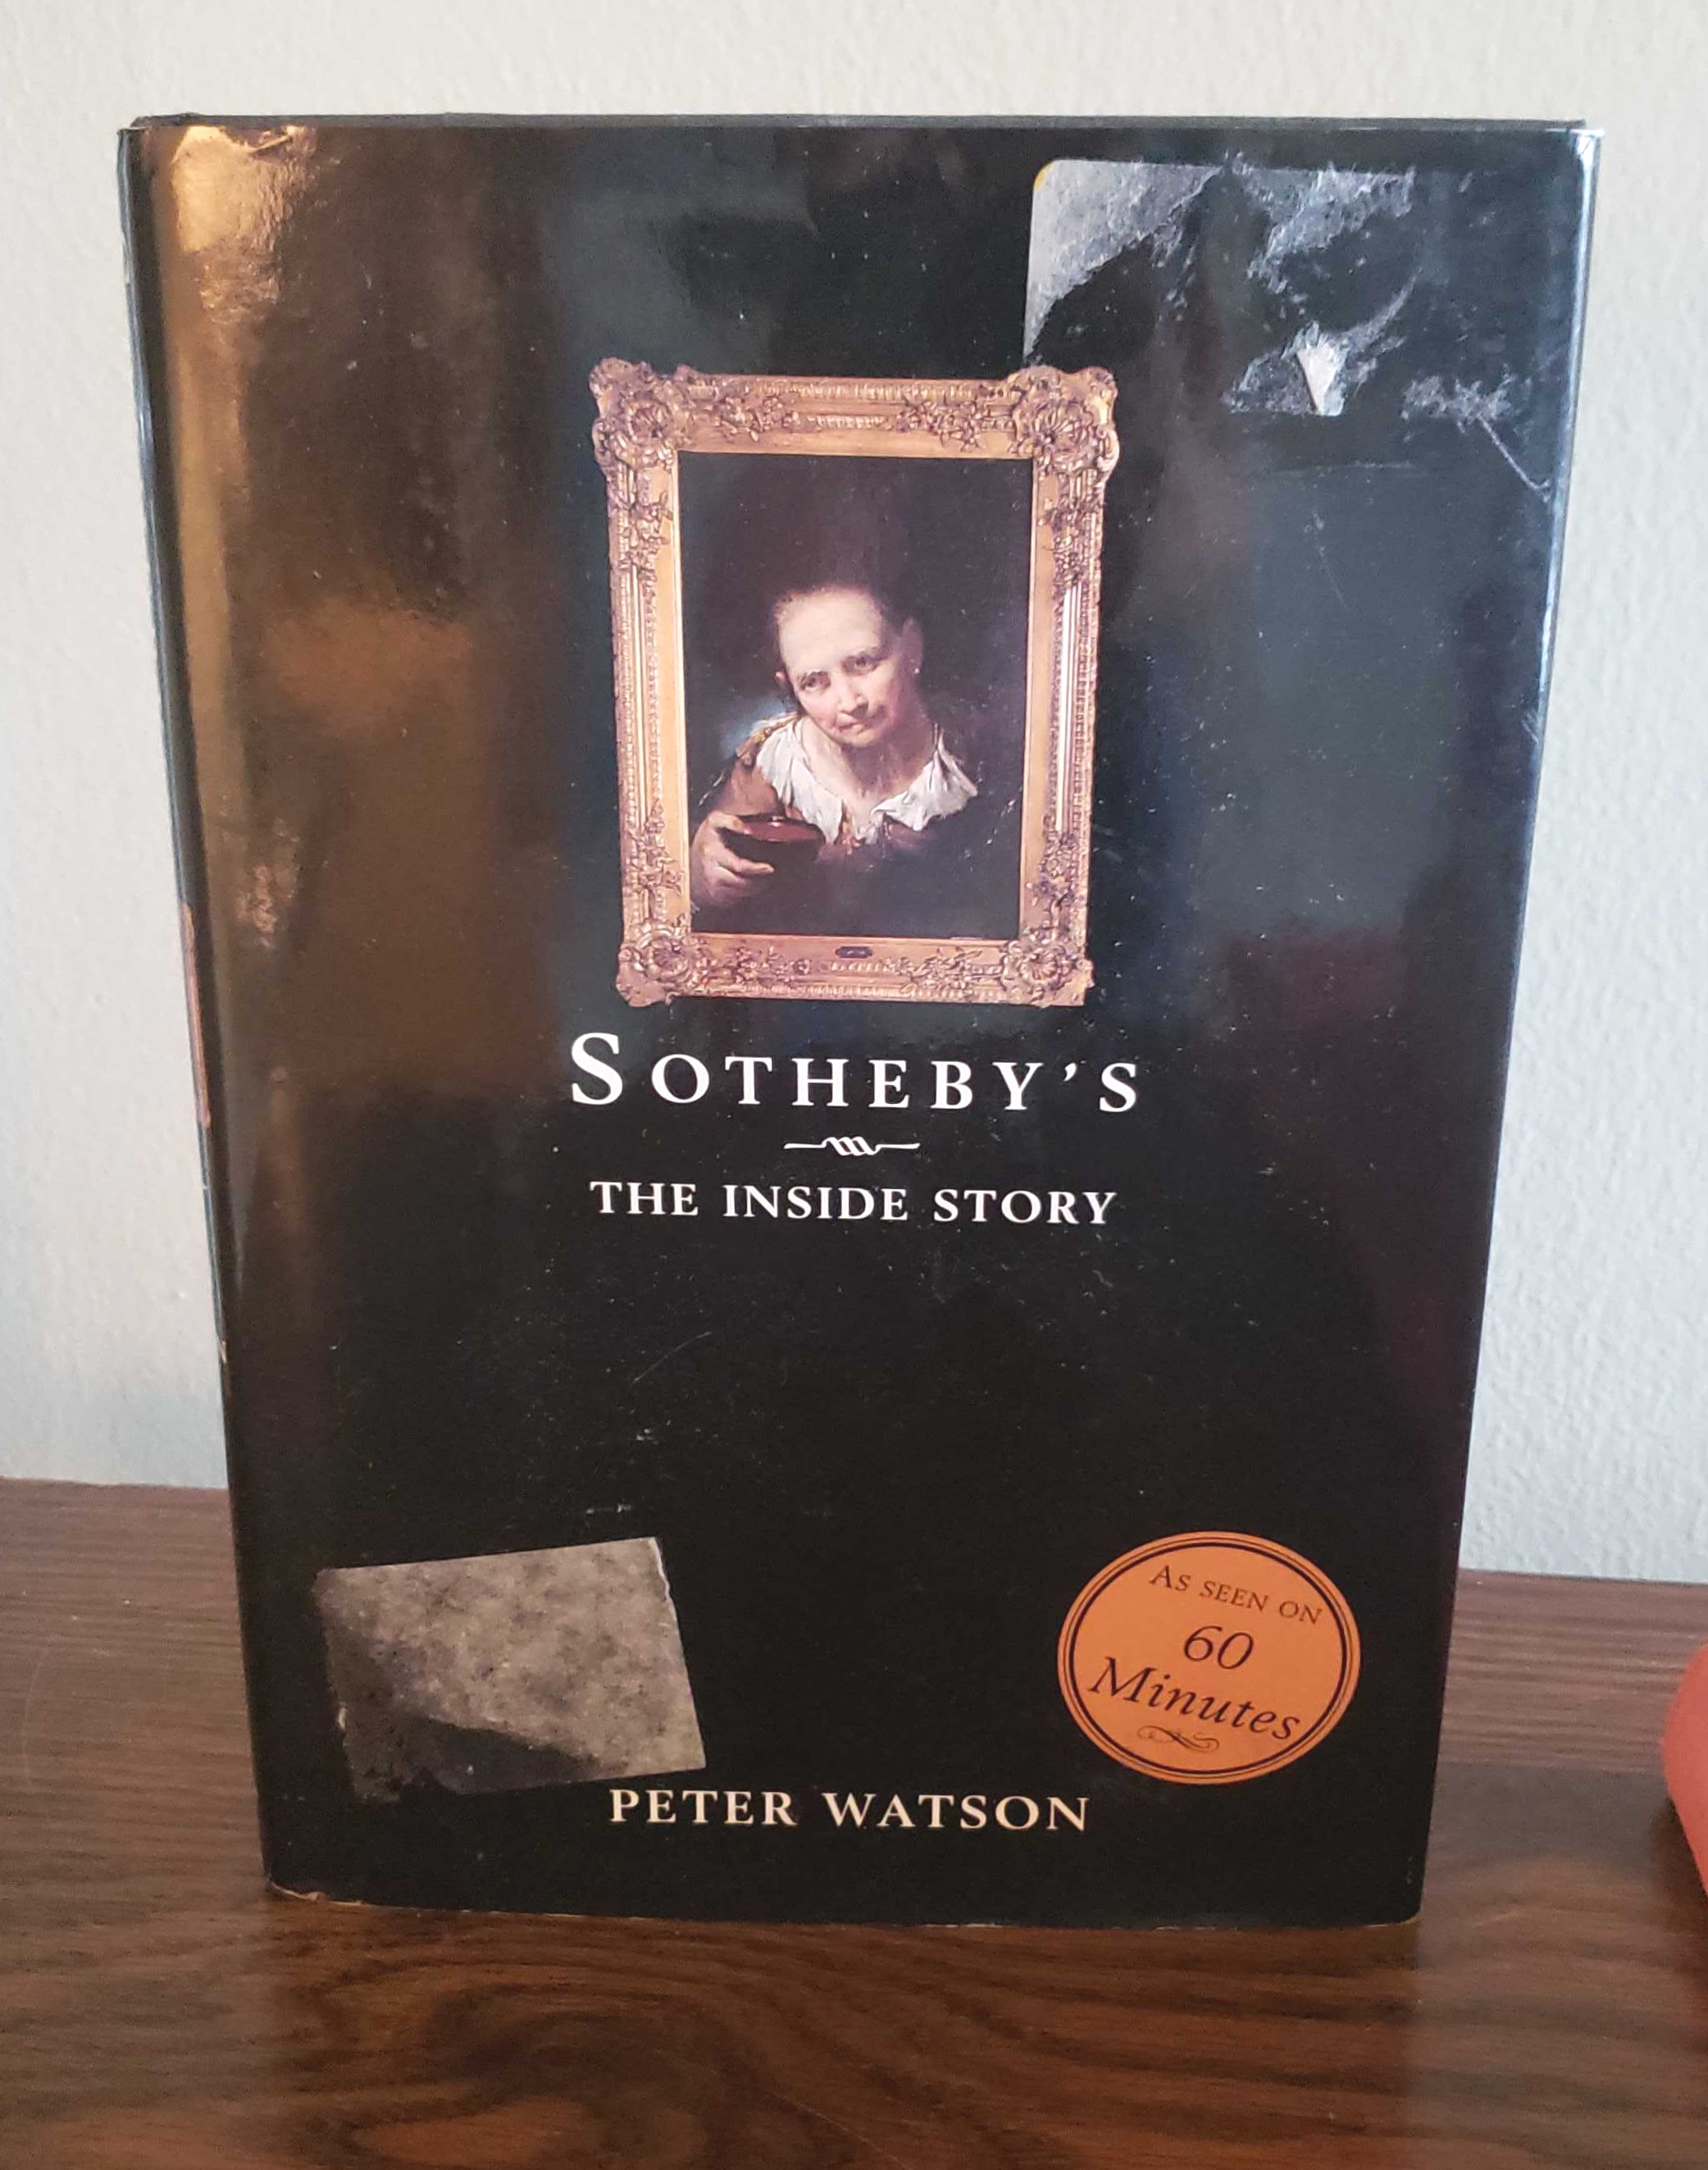 SOTHEBY'S
THE INSIDE STORY
AS SEEN ON
60
Minutes
PETER WATSON